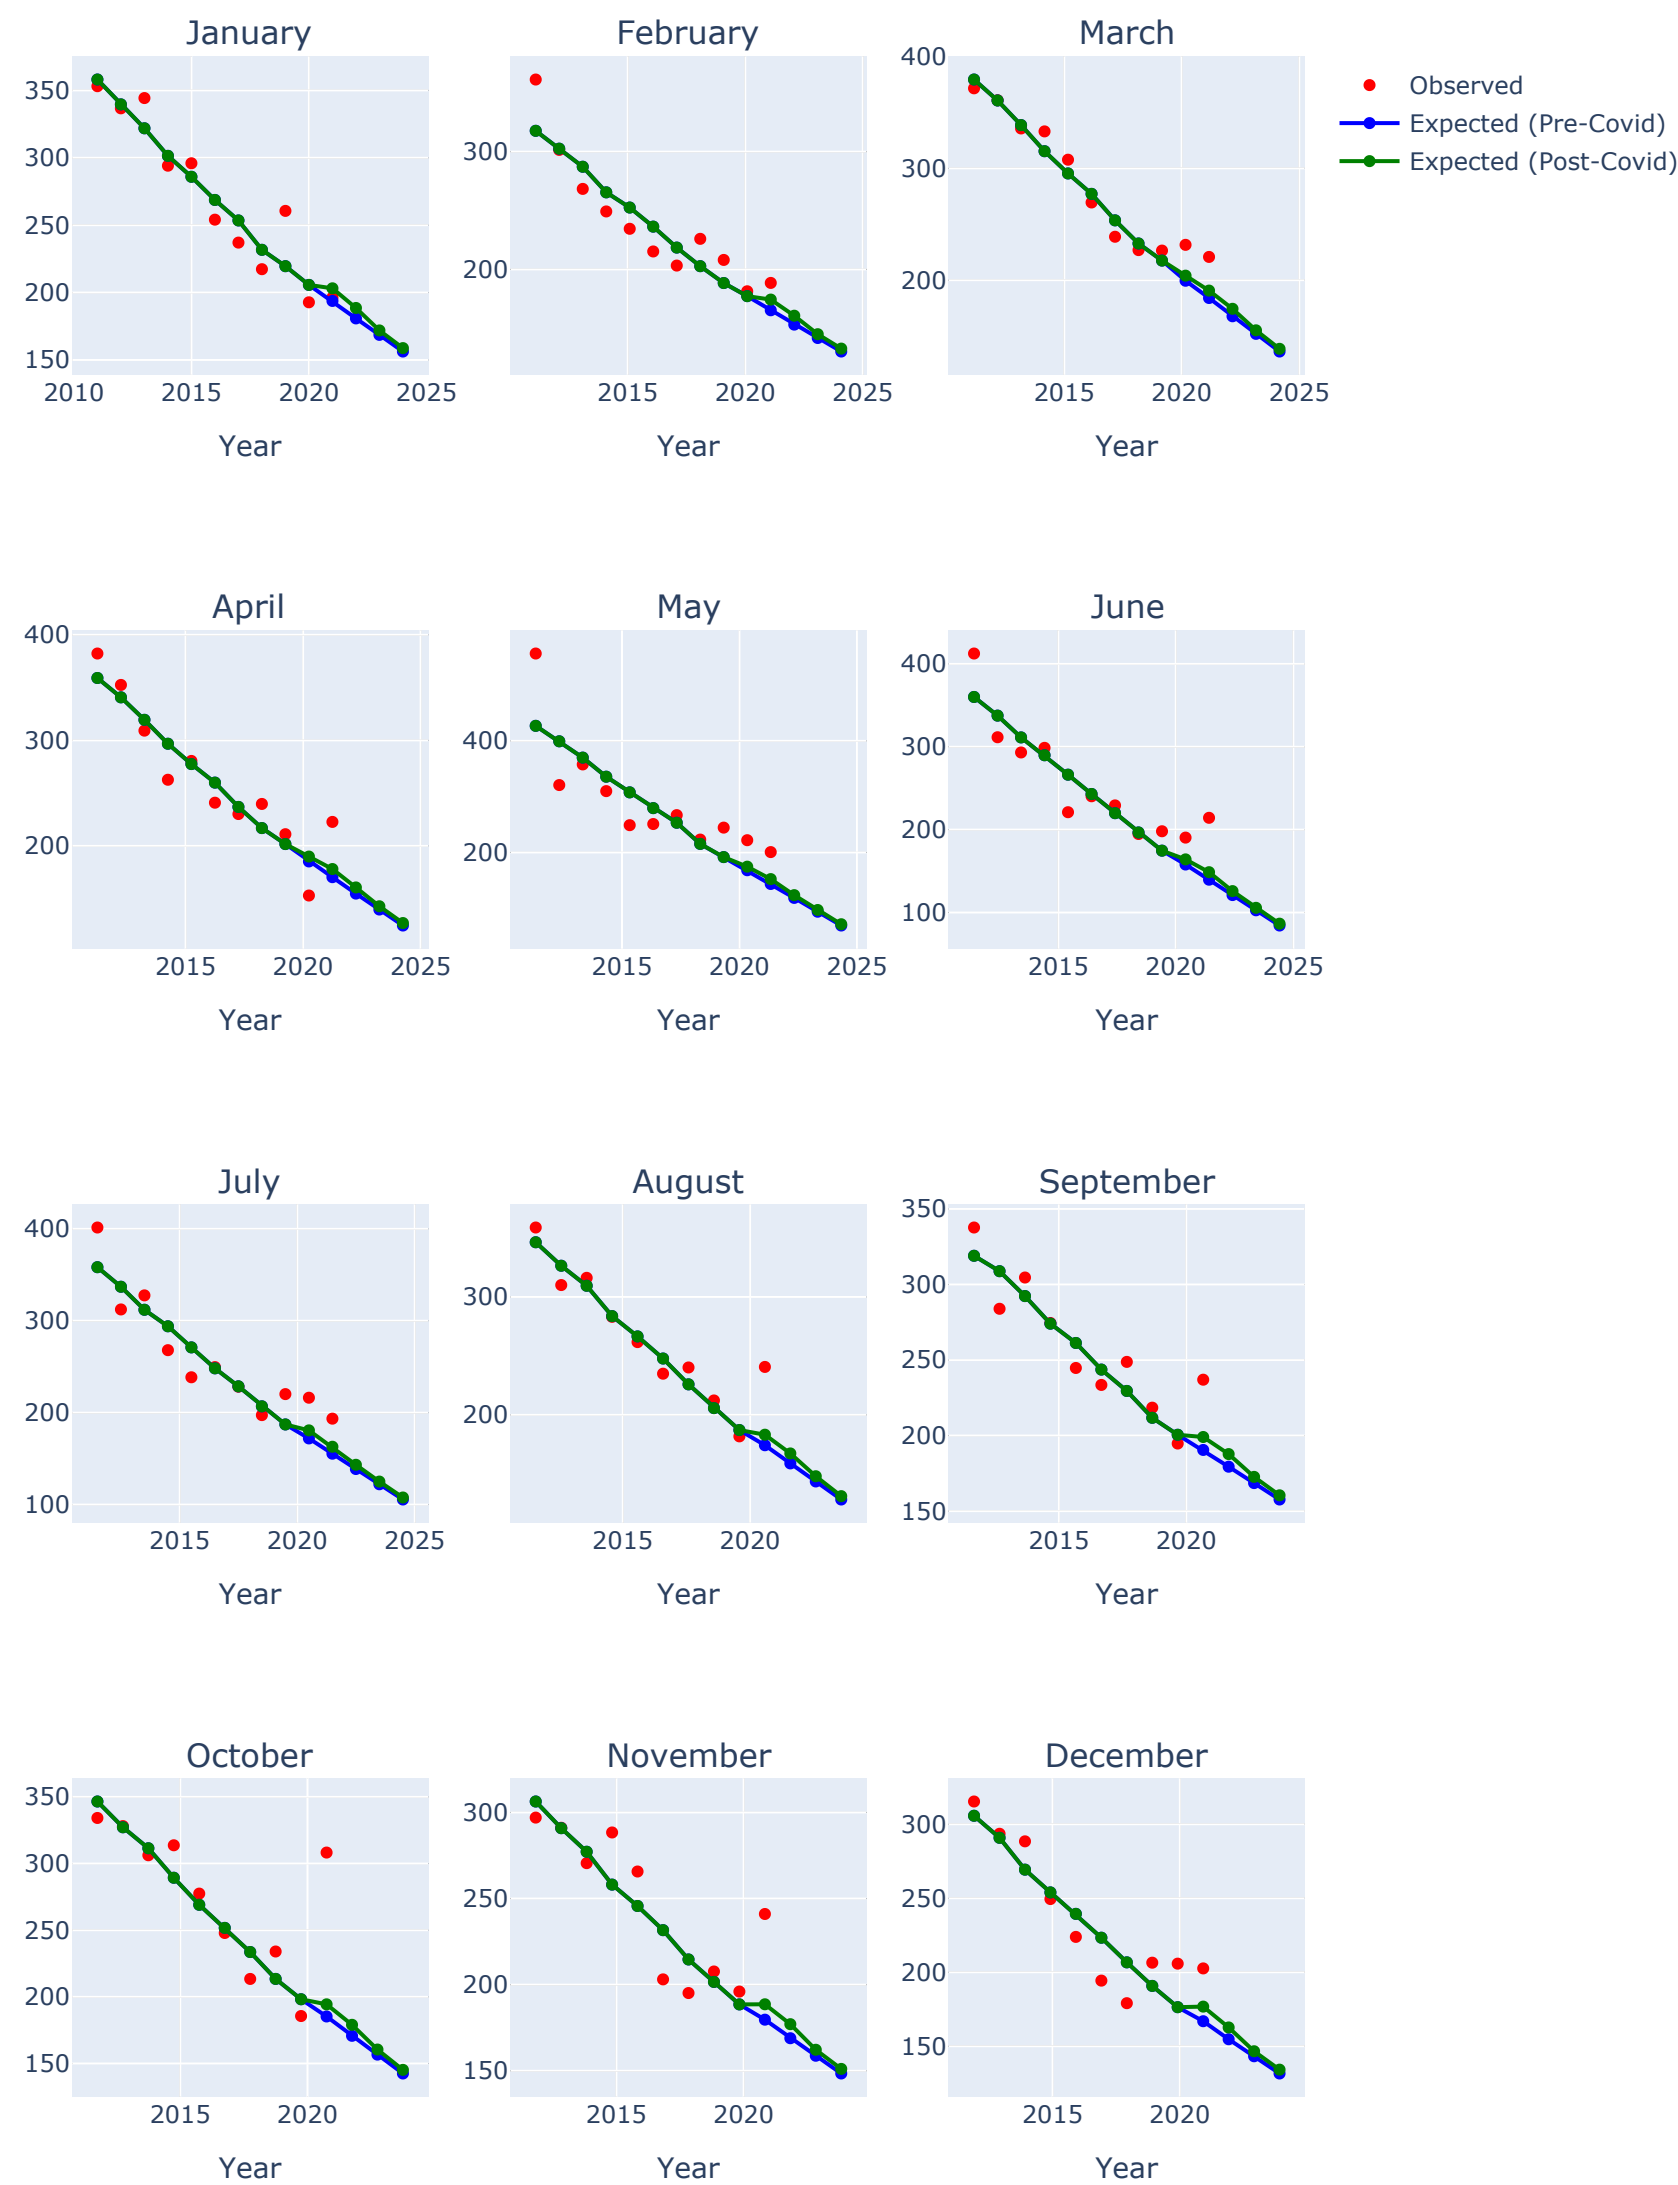 January
February
March
350
300
250
200
150
2010 2015 2020 2025
Year
300
200
2015 2020 2025
Year
400
300
200
2015 2020 2025
Year
Observed
Expected (Pre-Covid)
Expected (Post-Covid)
April
May
June
400
300
200
2015 2020 2025
Year
400
200
2015 2020 2025
Year
400
300
200
100
2015 2020 2025
Year
July
August
September
400
300
200
100
2015 2020 2025
Year
300
200
2015 2020
Year
350
300
250
200
150
2015 2020
Year
October
November
December
350
300
250
200
150
2015 2020
Year
300
250
200
150
2015 2020
Year
300
250
200
150
2015 2020
Year